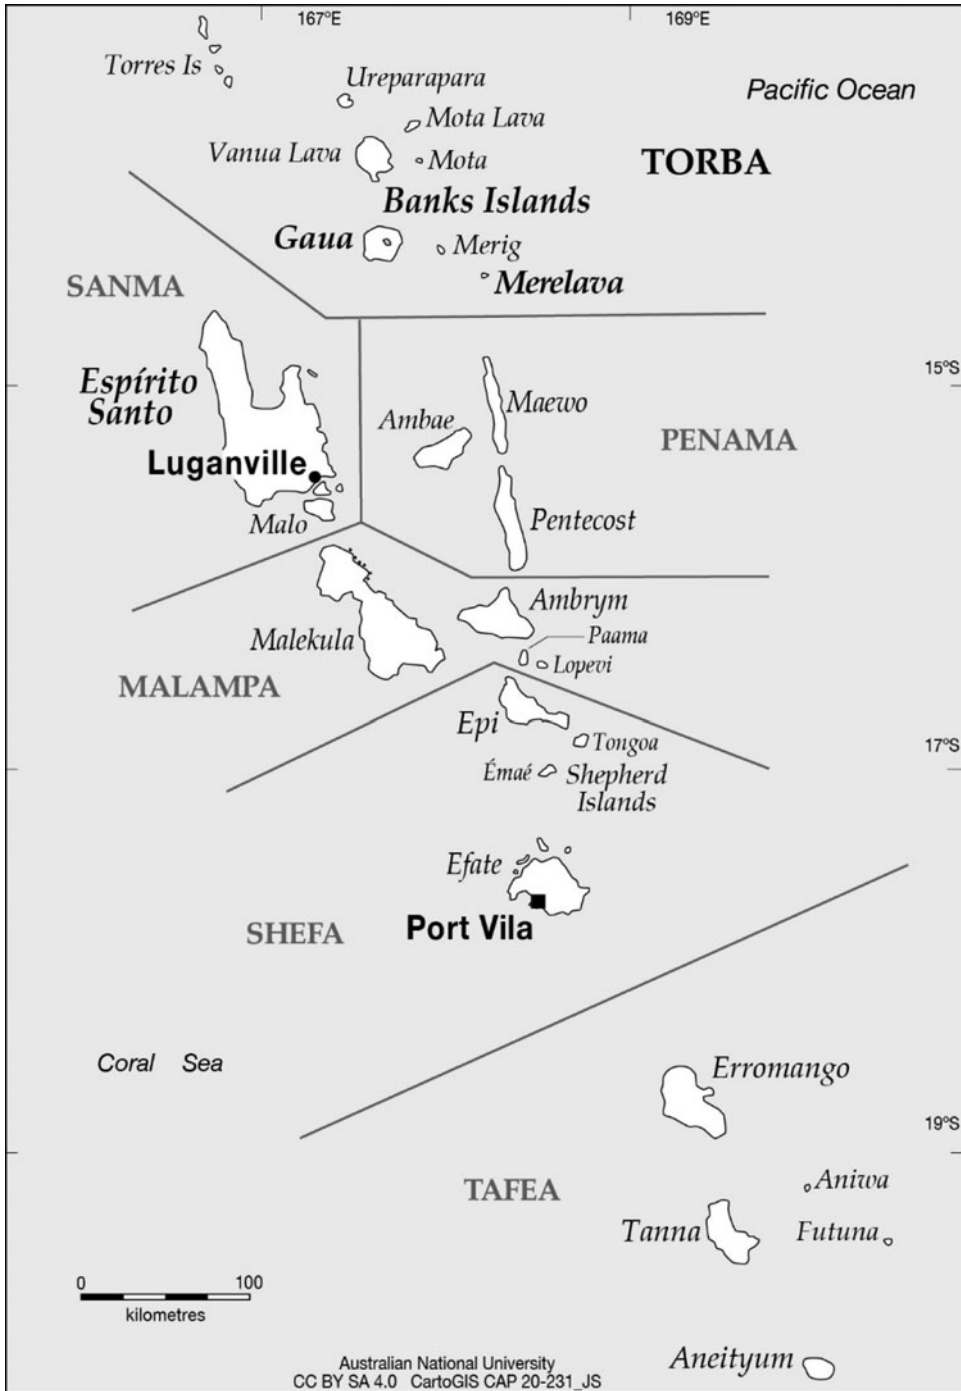 167°E
169°E
Torres Is
Ureparapara
Pacific Ocean
Mota Lava
Vanua Lava
Mota
TORBA
Banks Islands
Gaua
Merig
Merelava
SANMA
15°S
Espírito
Santo
Maewo
Ambae
PENAMA
Luganville
Pentecost
Malo
Ambrym
Paama
Malekula
Lopevi
MALAMPA
Epi
Tongoa
17°S
Émaé
Shepherd
Islands
Efate
Port Vila
SHEFA
Coral Sea
Erromango
19°S
Aniwa
TAFEA
Tanna
Futuna
0 100
kilometres
Aneityum
Australian National University
CC BY SA 4.0 CartoGIS CAP 20-231_JS